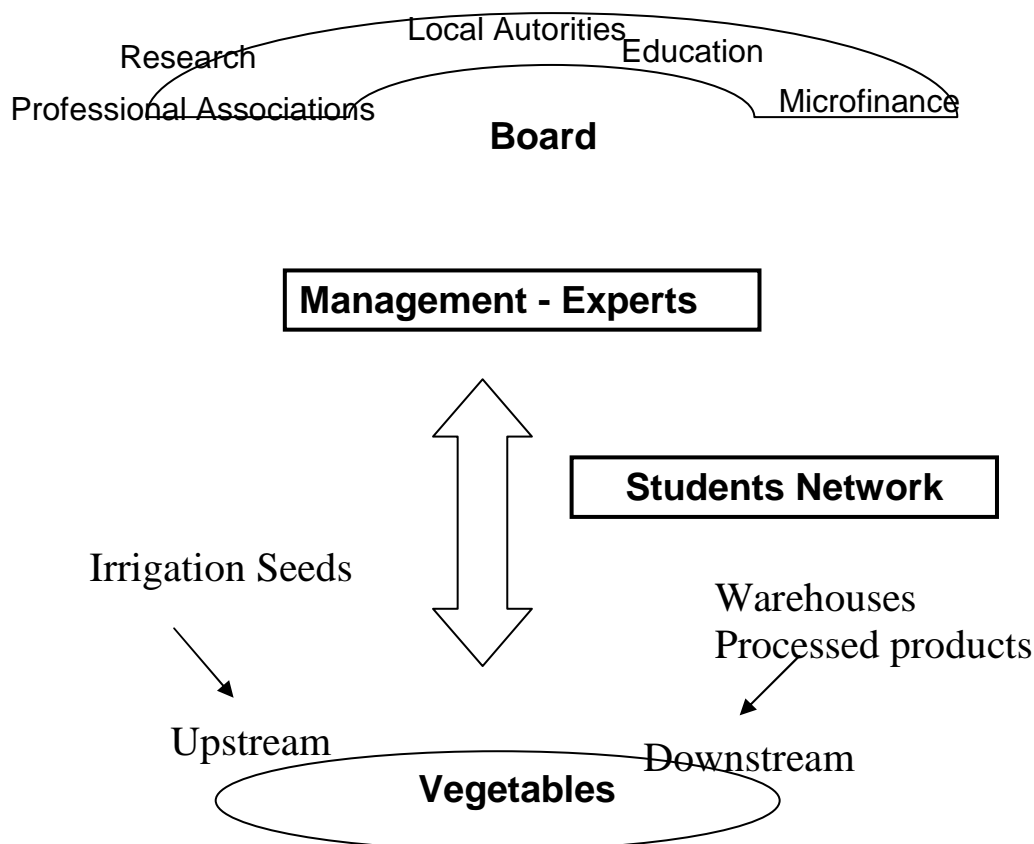 Local Autorities
Research
Education
Professional Associations
Microfinance
Board
Management - Experts
Students Network
Irrigation Seeds
Warehouses
Processed products
Upstream
Downstream
Vegetables